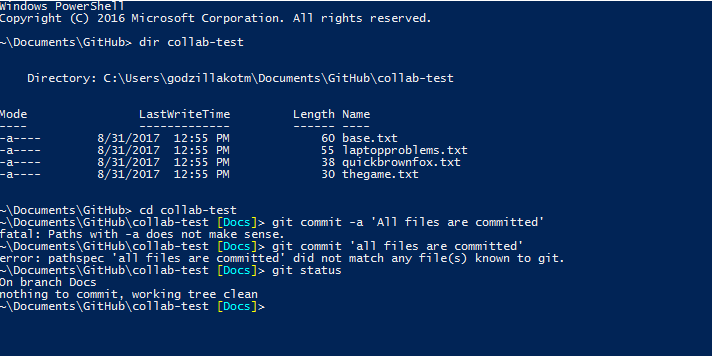 Windows PowerShell
Copyright (C) 2016 Microsoft Corporation. All rights reserved.
~\Documents\GitHub> dir collab-test
Directory: C:\Users\godzillakotm\Documents\GitHub\collab-test
Mode                LastWriteTime         Length Name
----                -------------         ------ ----
-a----        8/31/2017  12:55 PM             60 base.txt
-a----        8/31/2017  12:55 PM             55 laptopproblems.txt
-a----        8/31/2017  12:55 PM             38 quickbrownfox.txt
-a----        8/31/2017  12:55 PM             30 thegame.txt
~\Documents\GitHub> cd collab-test
~\Documents\GitHub\collab-test [Docs]> git commit -a 'All files are committed'
fatal: Paths with -a does not make sense.
~\Documents\GitHub\collab-test [Docs]> git commit 'all files are committed'
error: pathspec 'all files are committed' did not match any file(s) known to git.
~\Documents\GitHub\collab-test [Docs]> git status
On branch Docs
nothing to commit, working tree clean
~\Documents\GitHub\collab-test [Docs]>